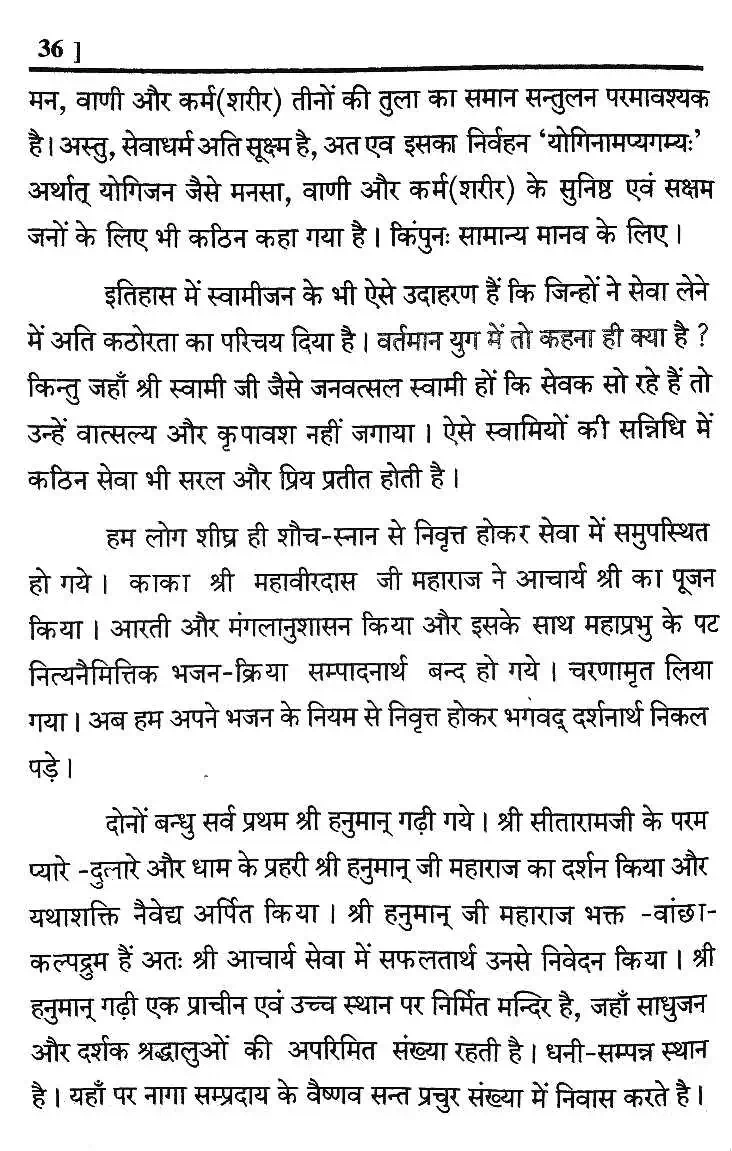 36 ]
मन, वाणी और कर्म(शरीर) तीनों की तुला का समान सन्तुलन परमावश्यक
है। अस्तु, सेवाधर्म अति सूक्ष्म है, अत एव इसका निर्वहन ‘योगिनामप्यगम्यः’
अर्थात् योगिजन जैसे मनसा, वाणी और कर्म(शरीर) के सुनिष्ठ एवं सक्षम
जनों के लिए भी कठिन कहा गया है। किंपुनः सामान्य मानव के लिए।
इतिहास में स्वामीजन के भी ऐसे उदाहरण हैं कि जिन्हों ने सेवा लेने
में अति कठोरता का परिचय दिया है। वर्तमान युग में तो कहना ही क्या है ?
किन्तु जहाँ श्री स्वामी जी जैसे जनवत्सल स्वामी हों कि सेवक सो रहे हैं तो
उन्हें वात्सल्य और कृपावश नहीं जगाया । ऐसे स्वामियों की सन्निधि में
कठिन सेवा भी सरल और प्रिय प्रतीत होती है ।
हम लोग शीघ्र ही शौच-स्नान से निवृत्त होकर सेवा में समुपस्थित
हो गये । काका श्री महावीरदास जी महाराज ने आचार्य श्री का पूजन
किया । आरती और मंगलानुशासन किया और इसके साथ महाप्रभु के पट
नित्यनैमित्तिक भजन-क्रिया सम्पादनार्थ बन्द हो गये । चरणामृत लिया
गया। अब हम अपने भजन के नियम से निवृत्त होकर भगवद् दर्शनार्थ निकल
पड़े ।
दोनों बन्धु सर्व प्रथम श्री हनुमान् गढ़ी गये । श्री सीतारामजी के परम
प्यारे -दुलारे और धाम के प्रहरी श्री हनुमान् जी महाराज का दर्शन किया और
यथाशक्ति नैवेद्य अर्पित किया । श्री हनुमान् जी महाराज भक्त -वांछा-
कल्पद्रुम हैं अतः श्री आचार्य सेवा में सफलतार्थ उनसे निवेदन किया । श्री
हनुमान् गढ़ी एक प्राचीन एवं उच्च स्थान पर निर्मित मन्दिर है, जहाँ साधुजन
और दर्शक श्रद्धालुओं की अपरिमित संख्या रहती है । धनी-सम्पन्न स्थान
है । यहाँ पर नागा सम्प्रदाय के वैष्णव सन्त प्रचुर संख्या में निवास करते है ।